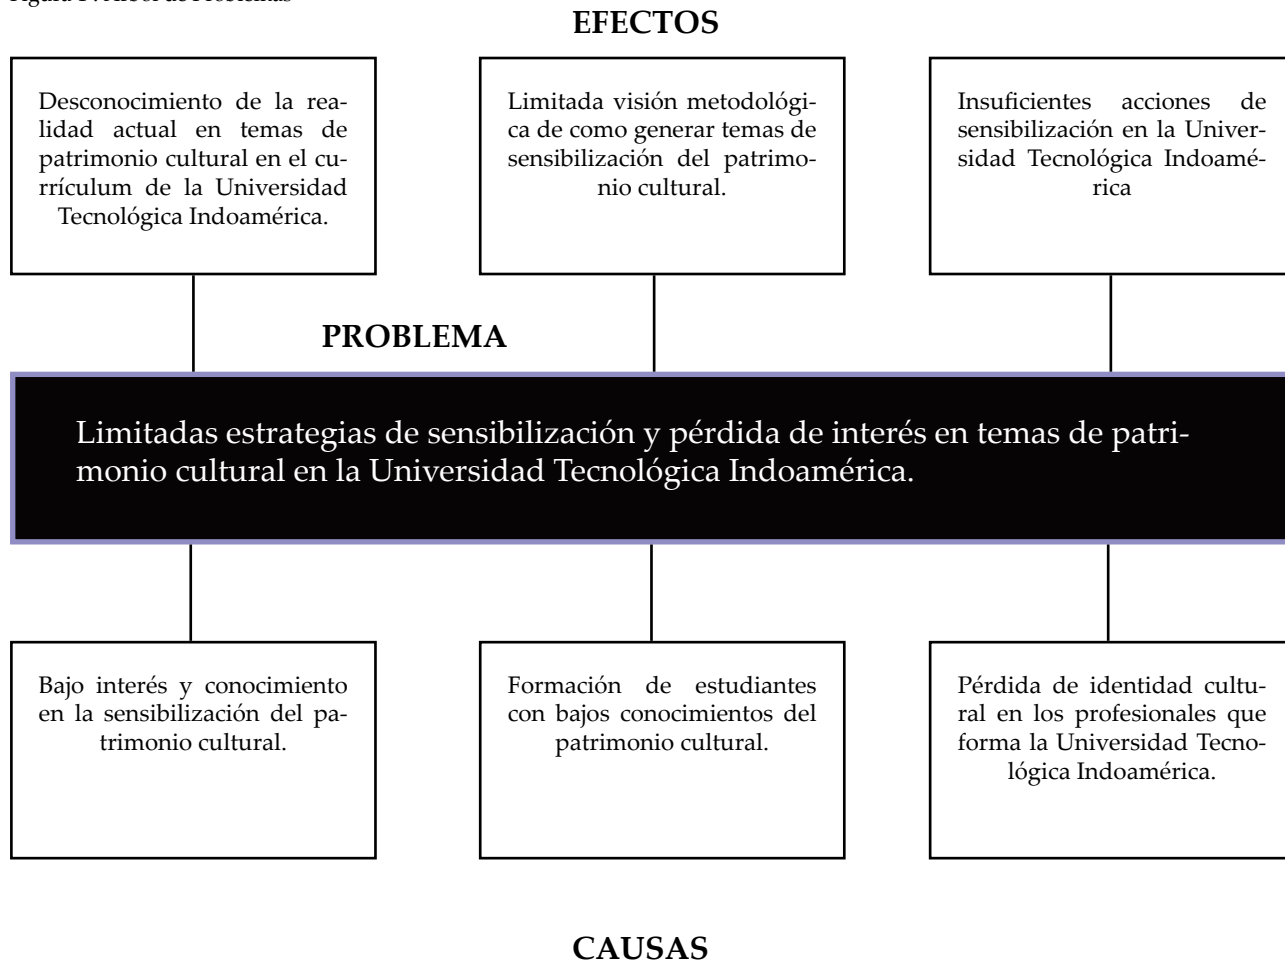 EFECTOS
Desconocimiento de la rea-
lidad actual en temas de
patrimonio cultural en el cu-
rrículum de la Universidad
Tecnológica Indoamérica.
Limitada visión metodológi-
ca de como generar temas de
sensibilización del patrimo-
nio cultural.
Insuficientes acciones de
sensibilización en la Univer-
sidad Tecnológica Indoamé-
rica
PROBLEMA
Limitadas estrategias de sensibilización y pérdida de interés en temas de patri-
monio cultural en la Universidad Tecnológica Indoamérica.
Bajo interés y conocimiento
en la sensibilización del pa-
trimonio cultural.
Formación de estudiantes
con bajos conocimientos del
patrimonio cultural.
Pérdida de identidad cultu-
ral en los profesionales que
forma la Universidad Tecno-
lógica Indoamérica.
CAUSAS